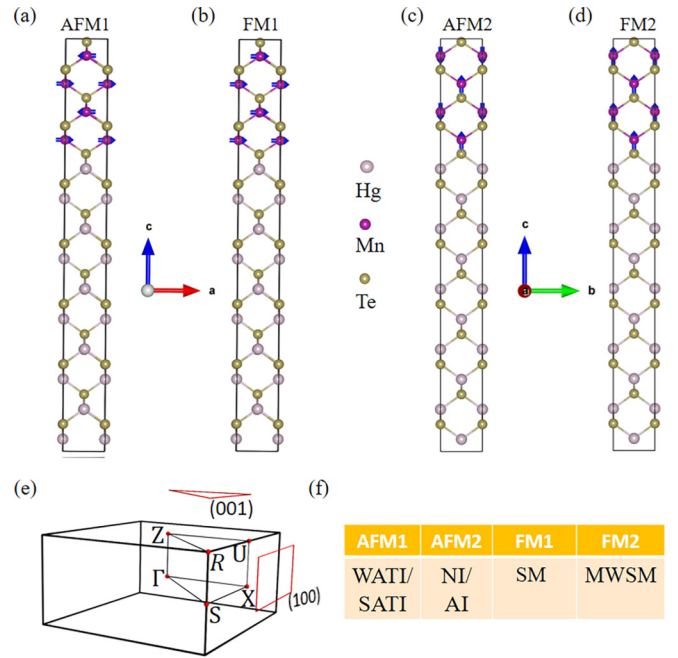 (a) (b) (c) (d)
AFM1 FM1 AFM2 FM2
Hg
Mn
Te
c
a
c
a
b
(e) (f)
(001)
Z
U
R
Γ
X
S
(100)
AFM1 AFM2 FM1 FM2
WATI/ NI/ SM MWSM
SATI AI